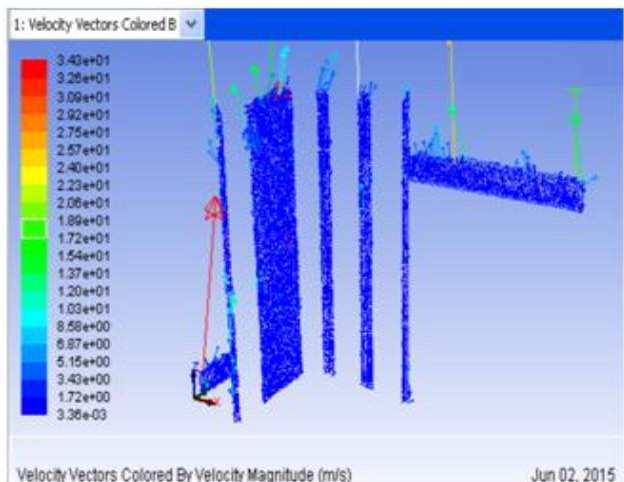 1: Velocity Vectors Colored B
3.43e+01
3.26e+01
3.09e+01
2.92e+01
2.75e+01
2.57e+01
2.40e+01
2.23e+01
2.06e+01
1.89e+01
1.72e+01
1.54e+01
1.37e+01
1.20e+01
1.03e+01
8.58e+00
6.87e+00
5.15e+00
3.43e+00
1.72e+00
3.36e-03
Velocity Vectors Colored By Velocity Magnitude (m/s) Jun 02, 2015